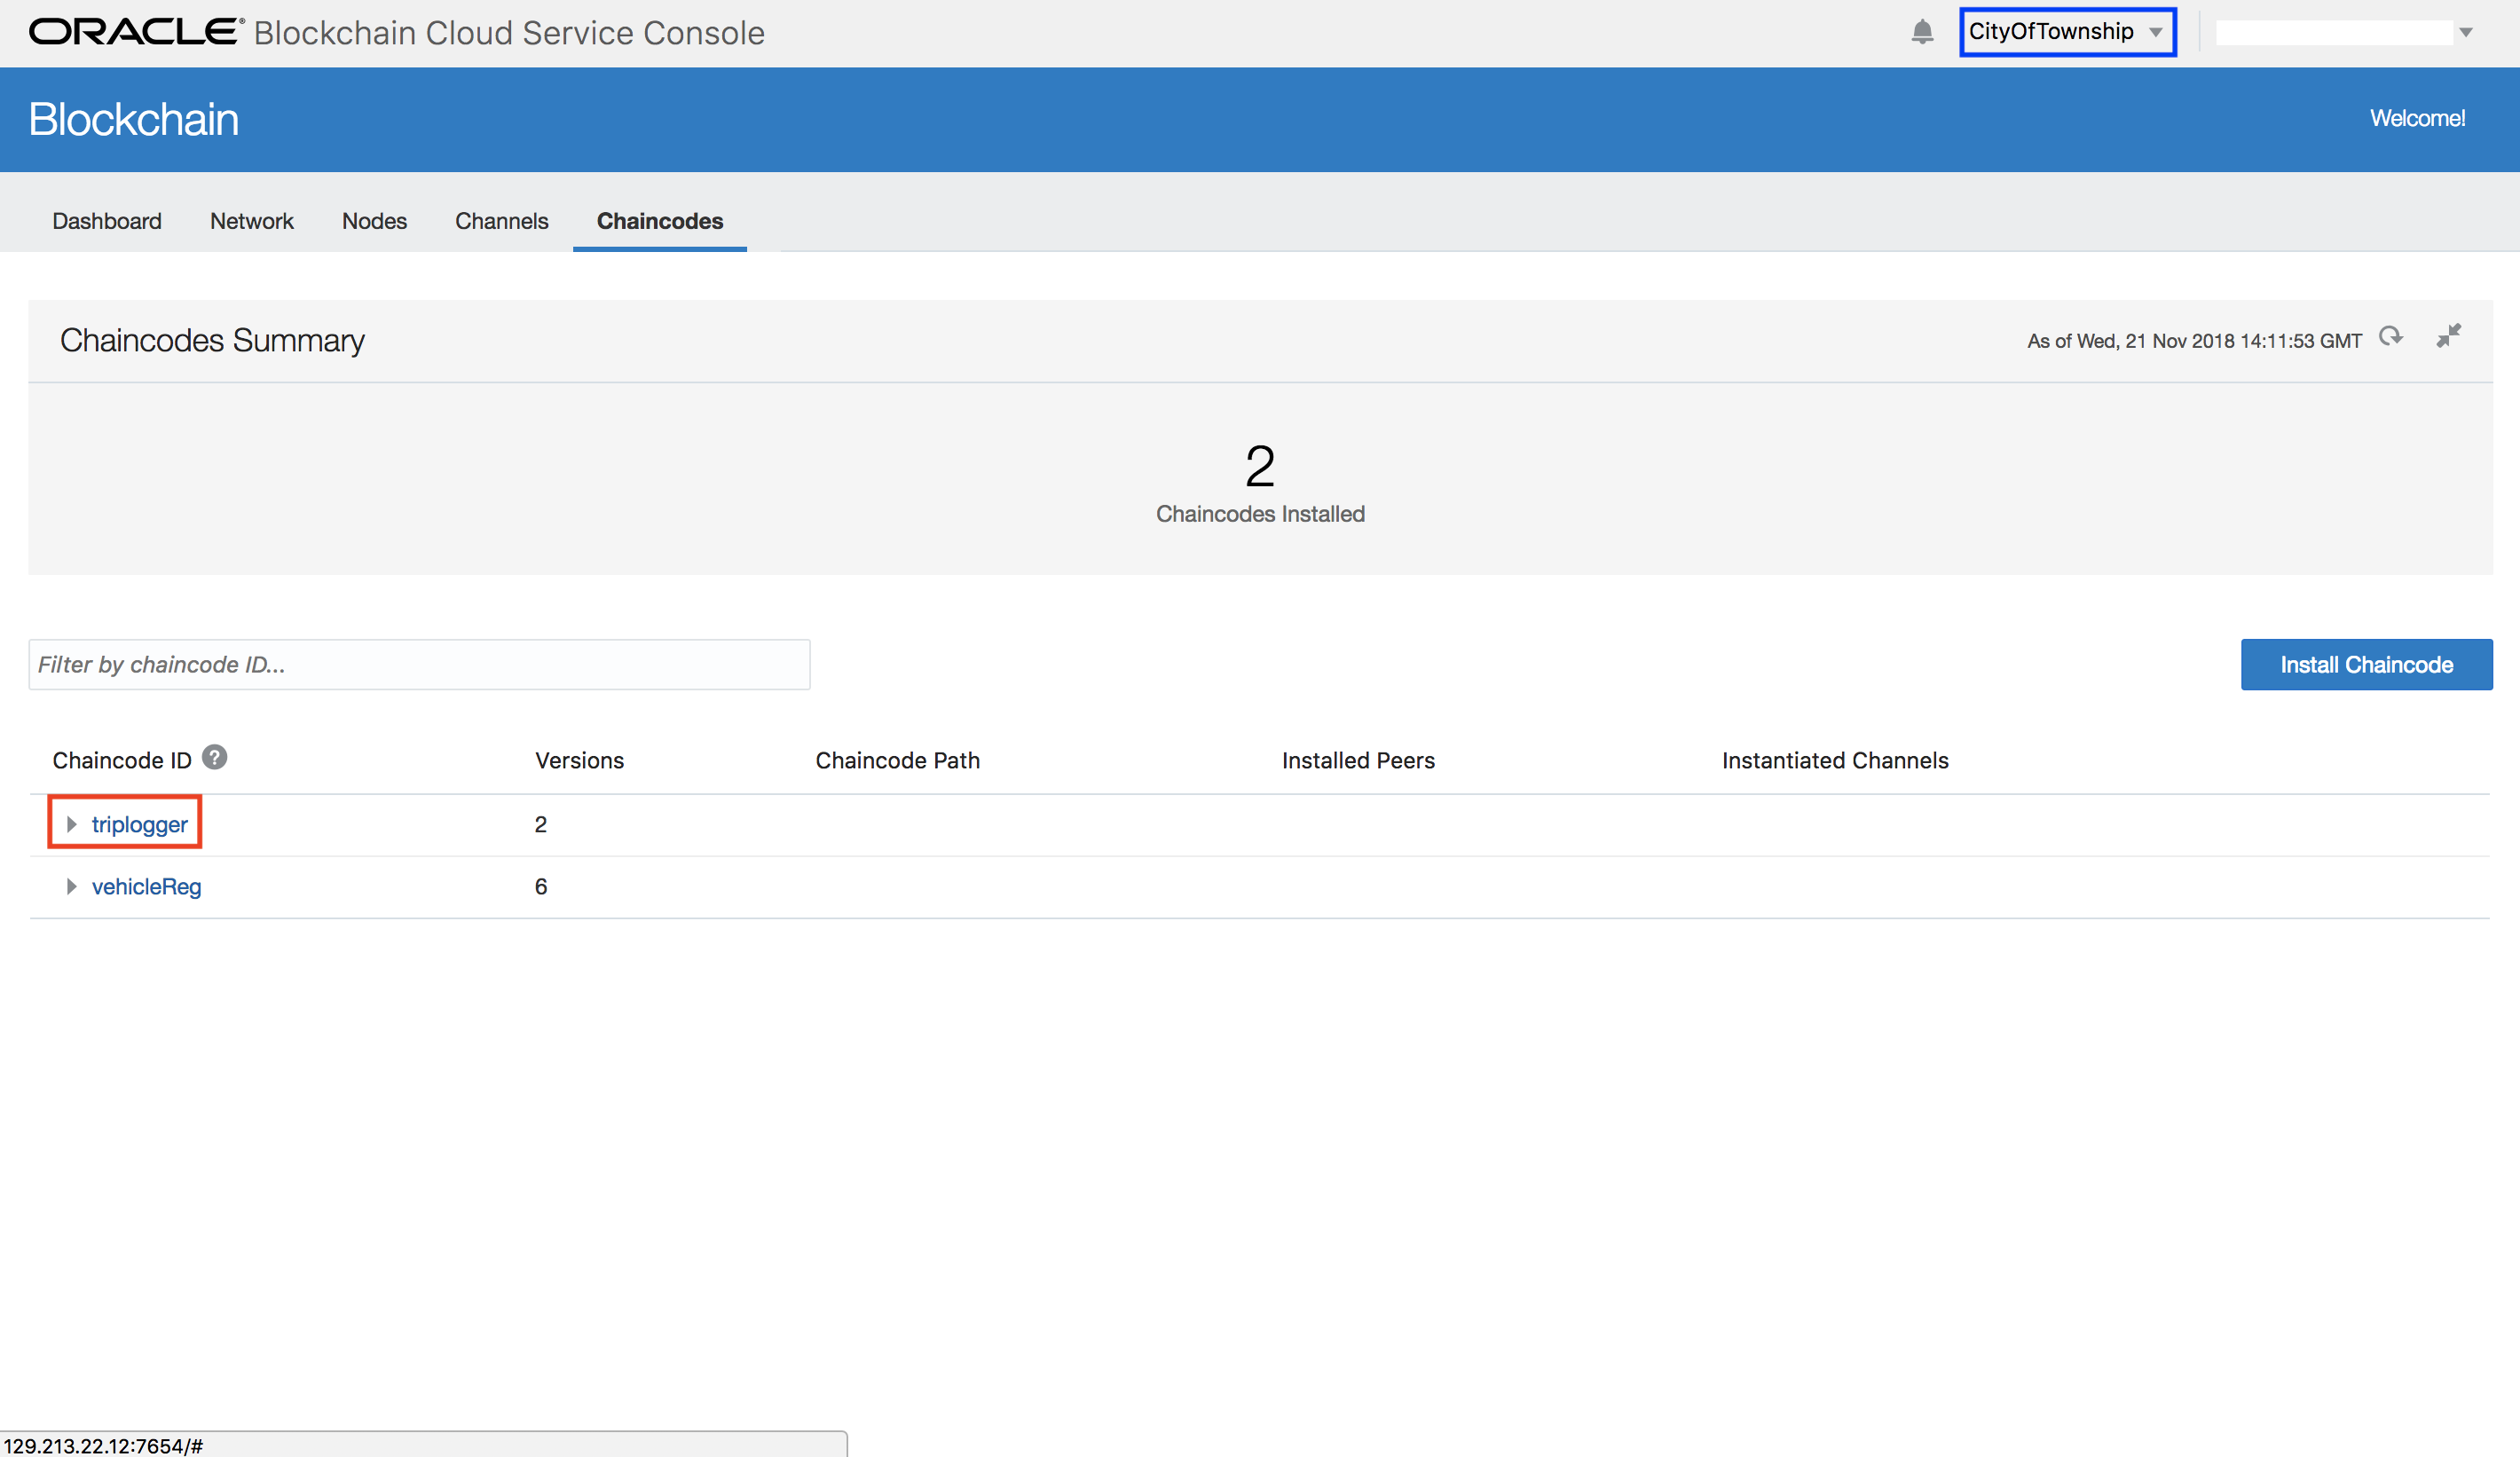 ORACLE® Blockchain Cloud Service Console CityOfTownship
Blockchain Welcome!
Dashboard Network Nodes Channels Chaincodes
Chaincodes Summary As of Wed, 21 Nov 2018 14:11:53 GMT
2
Chaincodes Installed
Filter by chaincode ID... Install Chaincode
Chaincode ID ? Versions Chaincode Path Installed Peers Instantiated Channels
triplogger 2
vehicleReg 6
129.213.22.12:7654/#